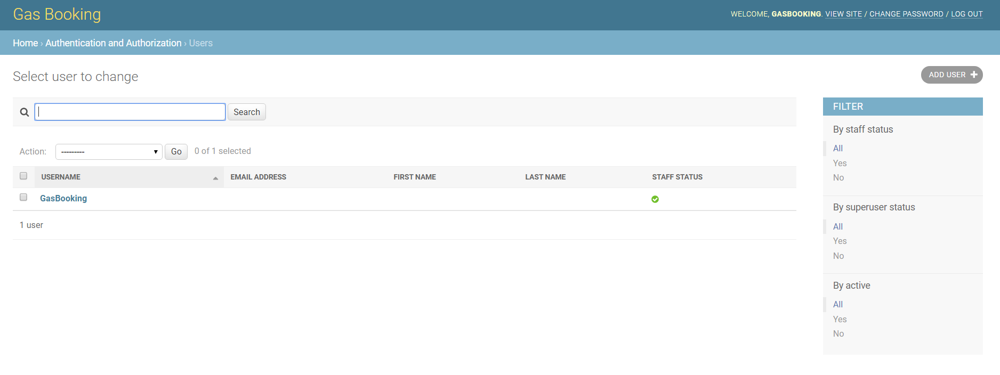 Gas Booking
WELCOME, GASBOOKING. VIEW SITE / CHANGE PASSWORD / LOG OUT
Home › Authentication and Authorization › Users
Select user to change
ADD USER
Search
Action: --------- Go 0 of 1 selected
USERNAME EMAIL ADDRESS FIRST NAME LAST NAME STAFF STATUS
GasBooking
1 user
FILTER
By staff status
All
Yes
No
By superuser status
All
Yes
No
By active
All
Yes
No